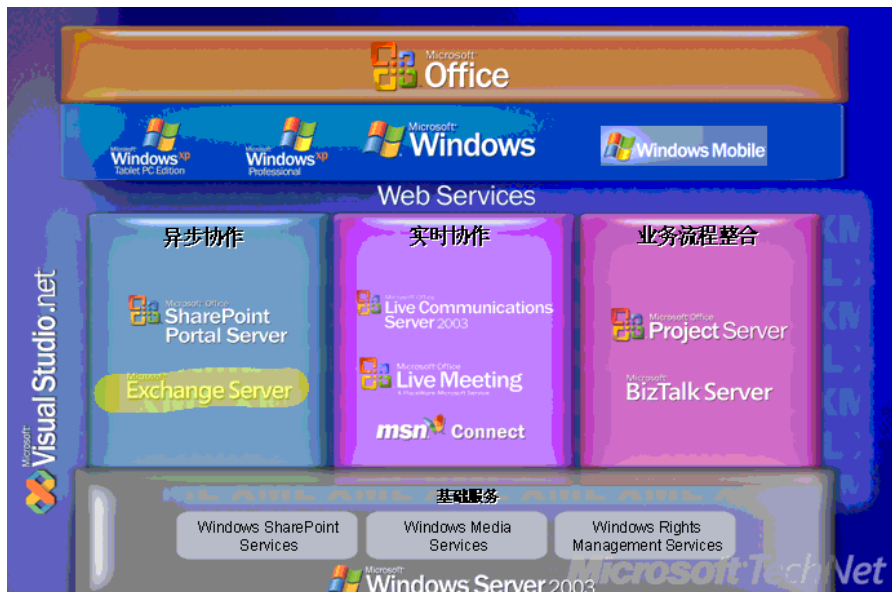 Microsoft
Office
Microsoft
Windows xp
Tablet PC Edition
Microsoft
Windows xp
Professional
Microsoft
Windows
Windows Mobile
Web Services
异步协作
实时协作
业务流程整合
Microsoft Office
SharePoint
Portal Server
Microsoft
Exchange Server
Microsoft Office
Live Communications
Server 2003
Microsoft Office
Live Meeting
A PlaceWare Microsoft Service
msn Connect
Microsoft Office
Project Server
Microsoft
BizTalk Server
Microsoft
Visual Studio.net
基础服务
Windows SharePoint
Services
Windows Media
Services
Windows Rights
Management Services
Microsoft
Windows Server 2003
Microsoft TechNet